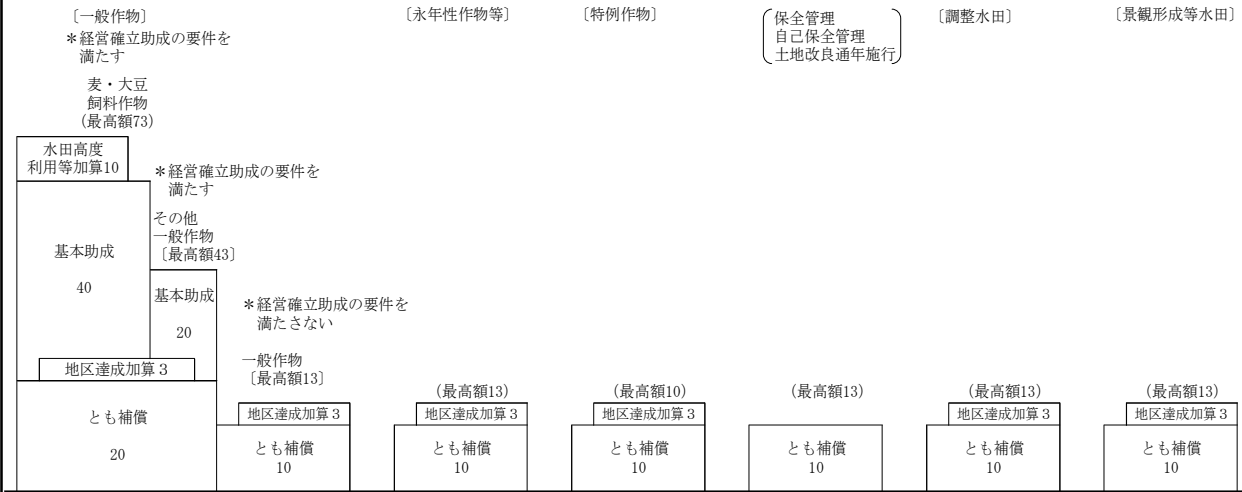 〔一般作物〕
＊経営確立助成の要件を
満たす
麦・大豆
飼料作物
(最高額73)
水田高度
利用等加算10
基本助成
40
＊経営確立助成の要件を
満たす
その他
一般作物
〔最高額43〕
基本助成
20
地区達成加算３
とも補償
20
＊経営確立助成の要件を
満たさない
一般作物
〔最高額13〕
地区達成加算３
とも補償
10
〔永年性作物等〕
(最高額13)
地区達成加算３
とも補償
10
〔特例作物〕
(最高額10)
地区達成加算３
とも補償
10
保全管理
自己保全管理
土地改良通年施行
(最高額13)
とも補償
10
〔調整水田〕
(最高額13)
地区達成加算３
とも補償
10
〔景観形成等水田〕
(最高額13)
地区達成加算３
とも補償
10